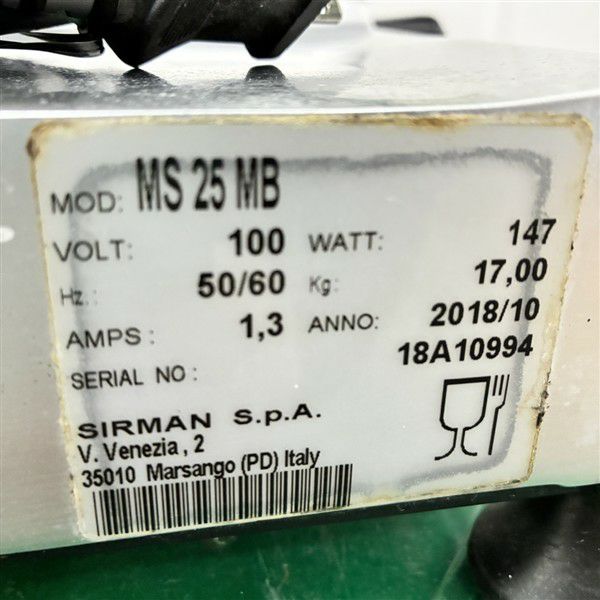 MOD: MS 25 MB
VOLT: 100 WATT: 147
Hz.: 50/60 Kg: 17,00
AMPS: 1,3 ANNO: 2018/10
SERIAL NO: 18A10994
SIRMAN S.p.A.
V. Venezia, 2
35010 Marsango (PD) Italy